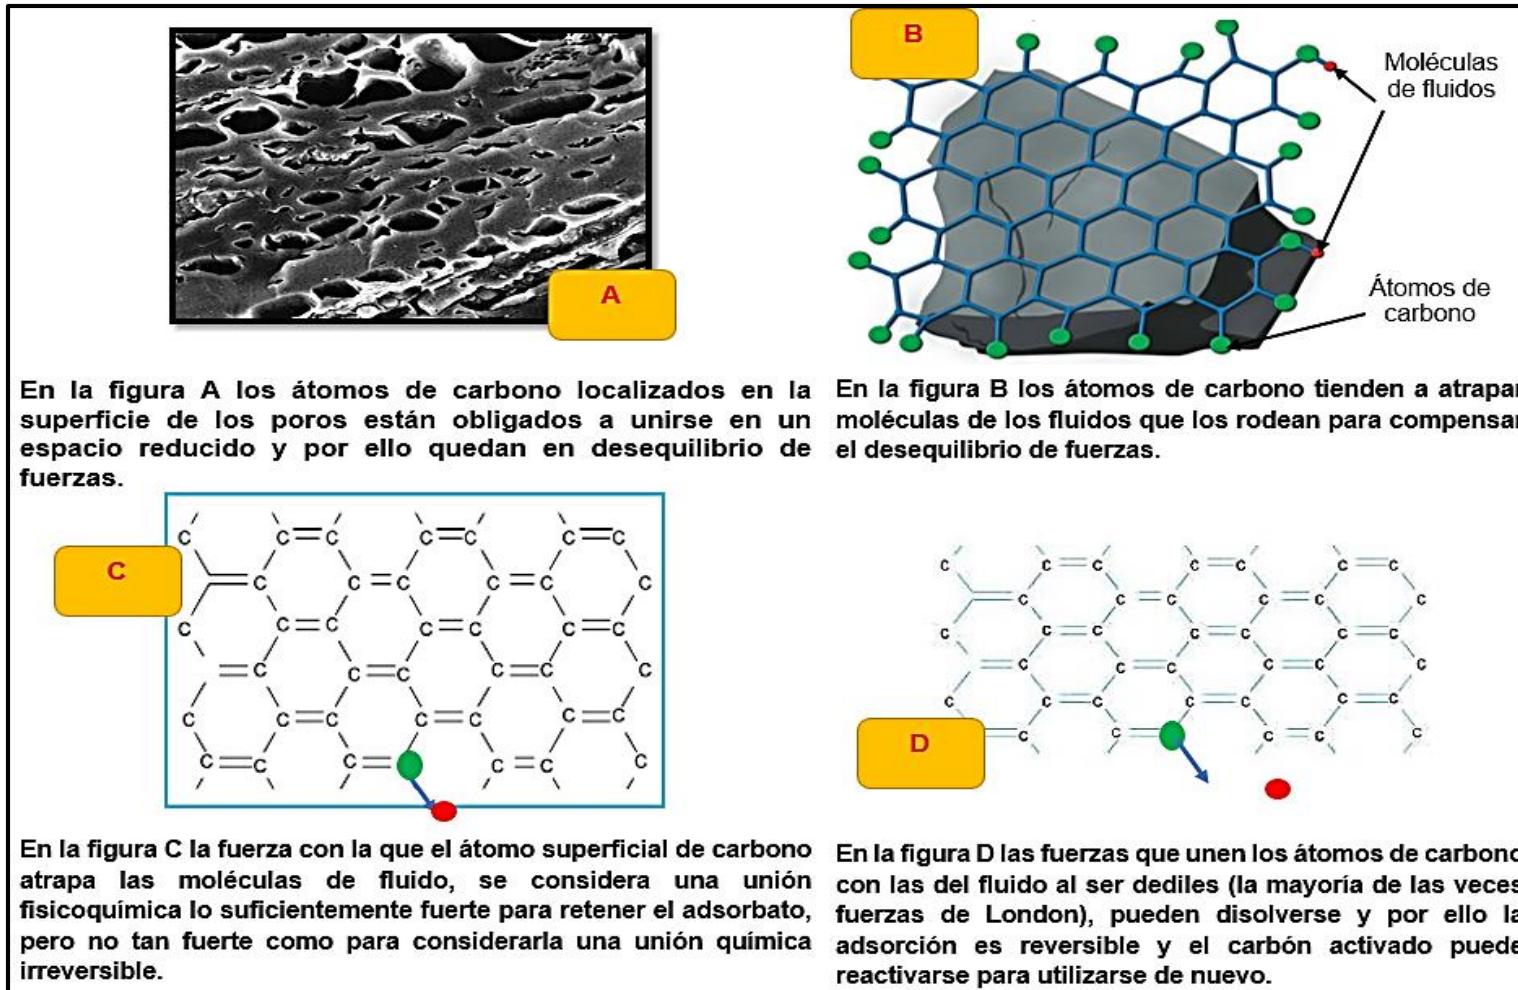 A
En la figura A los átomos de carbono localizados en la
superficie de los poros están obligados a unirse en un
espacio reducido y por ello quedan en desequilibrio de
fuerzas.
B
Moléculas
de fluidos
Átomos de
carbono
En la figura B los átomos de carbono tienden a atrapar
moléculas de los fluidos que los rodean para compensar
el desequilibrio de fuerzas.
C
C C C C C C
C C C C C C
C C C C C C C
C C C C C C
C C C C C C C
C C C C C C
En la figura C la fuerza con la que el átomo superficial de carbono
atrapa las moléculas de fluido, se considera una unión
fisicoquímica lo suficientemente fuerte para retener el adsorbato,
pero no tan fuerte como para considerarla una unión química
irreversible.
D
C C C C C C
C C C C C C
C C C C C C C
C C C C C C
C C C C C C C
C C C C
En la figura D las fuerzas que unen los átomos de carbono
con las del fluido al ser dediles (la mayoría de las veces
fuerzas de London), pueden disolverse y por ello la
adsorción es reversible y el carbón activado puede
reactivarse para utilizarse de nuevo.